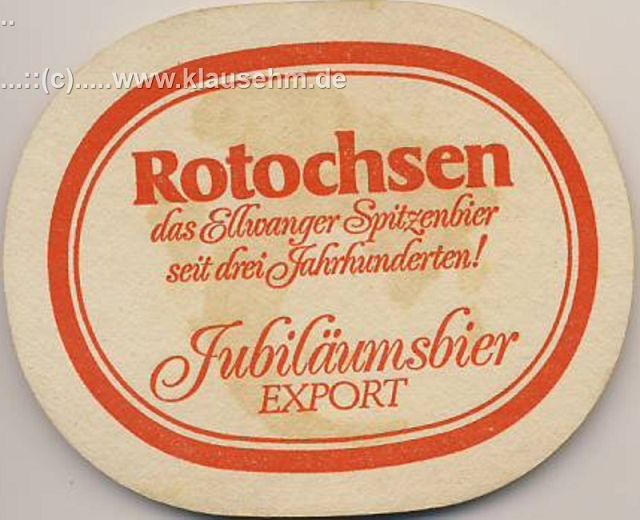 ..
...::(c).....www.klausehm.de
Rotochsen
das Ellwanger Spitzenbier
seit drei Jahrhunderten!
Jubiläumsbier
EXPORT